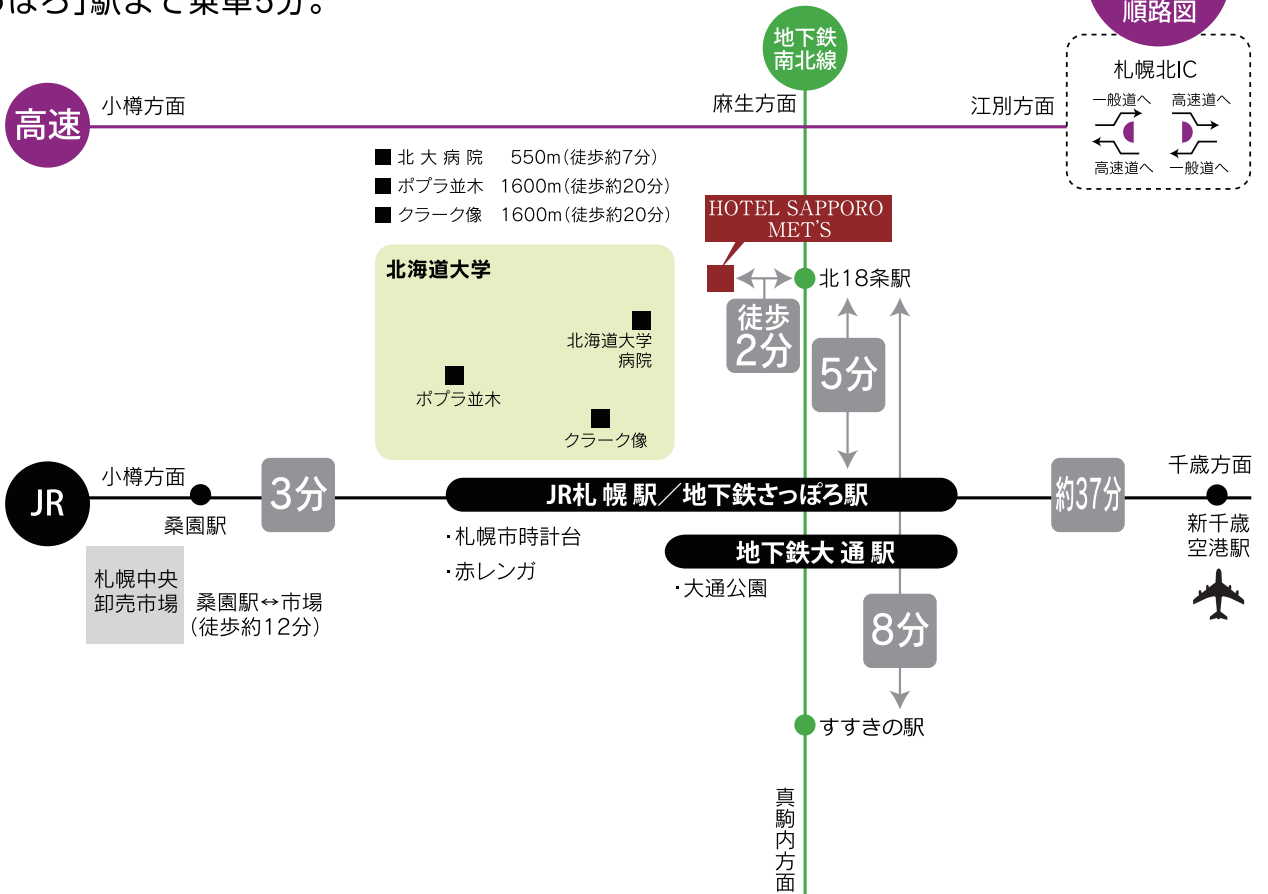 ぽろ」駅まで乗車5分。
順路図
地下鉄
南北線
札幌北IC
一般道へ
高速道へ
高速道へ
一般道へ
高速
小樽方面
麻生方面
江別方面
■北大病院 550m(徒歩約7分)
■ポプラ並木 1600m(徒歩約20分)
■クラーク像 1600m(徒歩約20分)
HOTEL SAPPORO
MET'S
北海道大学
北18条駅
徒歩
2分
北海道大学
病院
5分
ポプラ並木
クラーク像
JR
小樽方面
3分
JR札幌駅/地下鉄さっぽろ駅
約37分
千歳方面
桑園駅
新千歳
空港駅
・札幌市時計台
・赤レンガ
地下鉄大通駅
・大通公園
札幌中央
卸売市場
桑園駅↔市場
(徒歩約12分)
8分
すすきの駅
真駒内方面